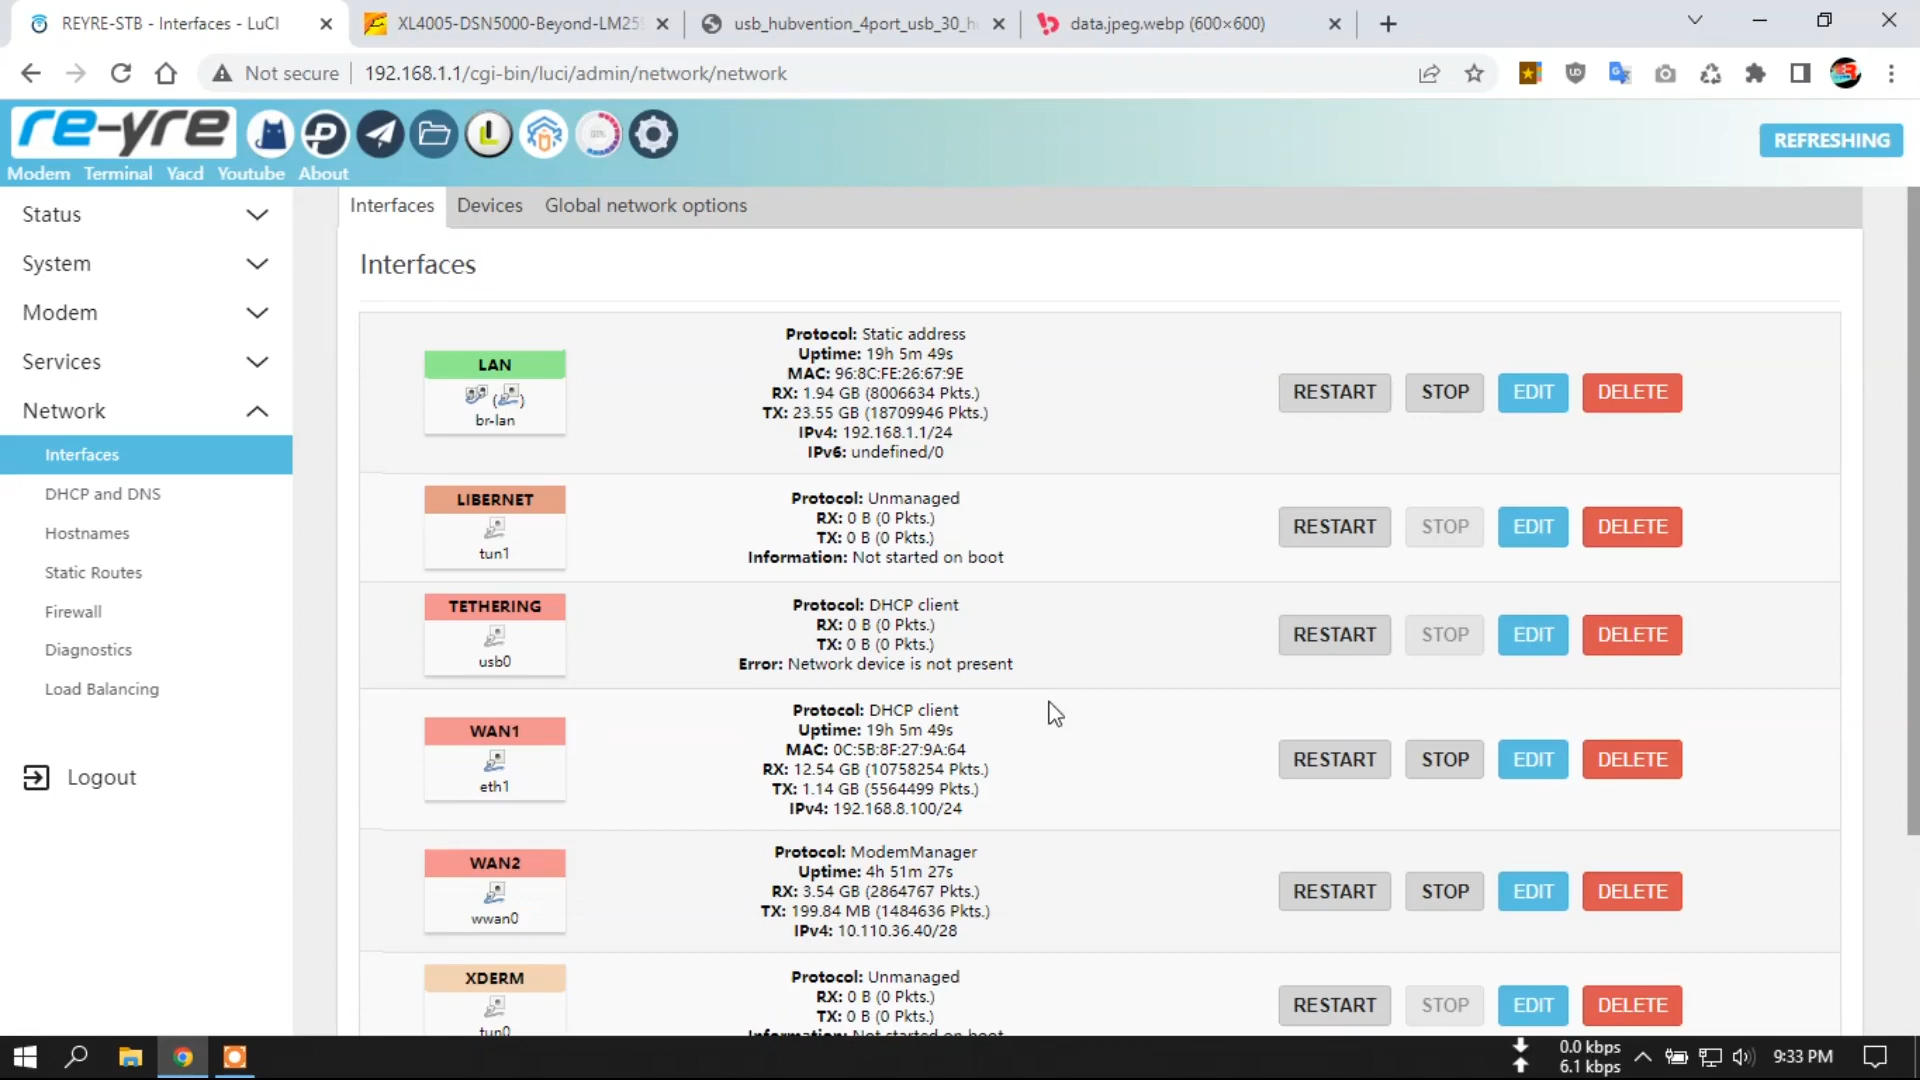 REYRE-STB - Interfaces - LuCI
XL4005-DSN5000-Beyond-LM259
usb_hubvention_4port_usb_30_h
data.jpeg.webp (600×600)
Not secure
192.168.1.1/cgi-bin/luci/admin/network/network
re-yre
REFRESHING
Modem Terminal Yacd Youtube About
Status
System
Modem
Services
Network
Interfaces
DHCP and DNS
Hostnames
Static Routes
Firewall
Diagnostics
Load Balancing
Logout
Interfaces Devices Global network options
Interfaces
LAN
br-lan
Protocol: Static address
Uptime: 19h 5m 49s
MAC: 96:8C:FE:26:67:9E
RX: 1.94 GB (8006634 Pkts.)
TX: 23.55 GB (18709946 Pkts.)
IPv4: 192.168.1.1/24
IPv6: undefined/0
RESTART STOP EDIT DELETE
LIBERNET
tun1
Protocol: Unmanaged
RX: 0 B (0 Pkts.)
TX: 0 B (0 Pkts.)
Information: Not started on boot
RESTART STOP EDIT DELETE
TETHERING
usb0
Protocol: DHCP client
RX: 0 B (0 Pkts.)
TX: 0 B (0 Pkts.)
Error: Network device is not present
RESTART STOP EDIT DELETE
WAN1
eth1
Protocol: DHCP client
Uptime: 19h 5m 49s
MAC: 0C:5B:8F:27:9A:64
RX: 12.54 GB (10758254 Pkts.)
TX: 1.14 GB (5564499 Pkts.)
IPv4: 192.168.8.100/24
RESTART STOP EDIT DELETE
WAN2
wwan0
Protocol: ModemManager
Uptime: 4h 51m 27s
RX: 3.54 GB (2864767 Pkts.)
TX: 199.84 MB (1484636 Pkts.)
IPv4: 10.110.36.40/28
RESTART STOP EDIT DELETE
XDERM
tun0
Protocol: Unmanaged
RX: 0 B (0 Pkts.)
TX: 0 B (0 Pkts.)
Information: Not started on boot
RESTART STOP EDIT DELETE
0.0 kbps
6.1 kbps
9:33 PM